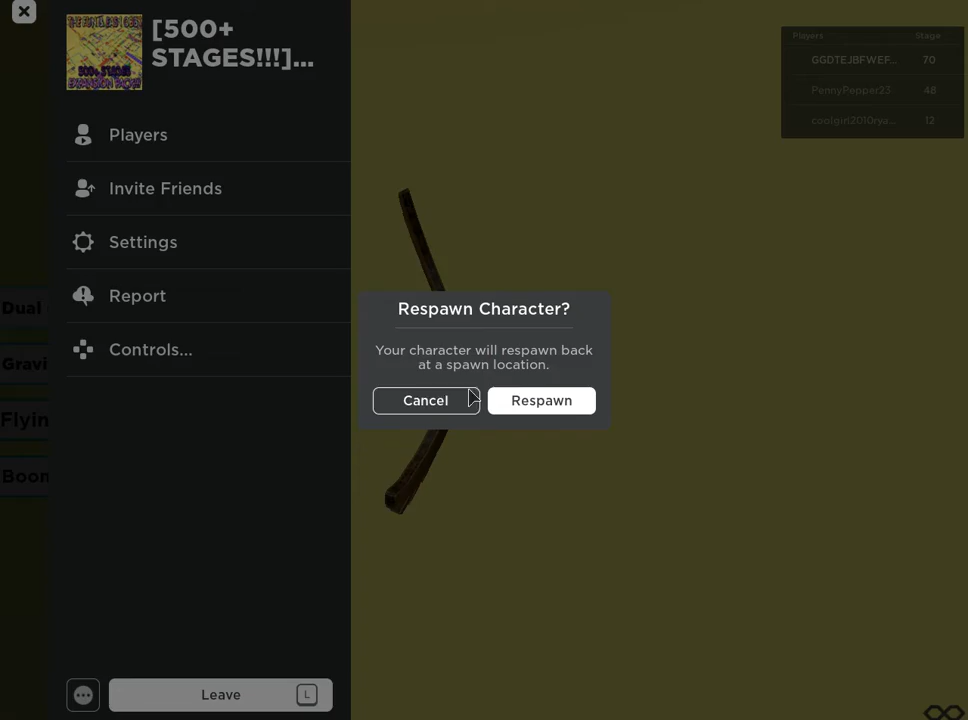 [500+
STAGES!!!]...
Players
Invite Friends
Settings
Report
Controls...
Leave
L
Dual
Gravi
Flyin
Boon
Respawn Character?
Your character will respawn back
at a spawn location.
Cancel
Respawn
Players Stage
GGDTEJBFWEF... 70
PennyPepper23 48
coolgirl2010rya... 12